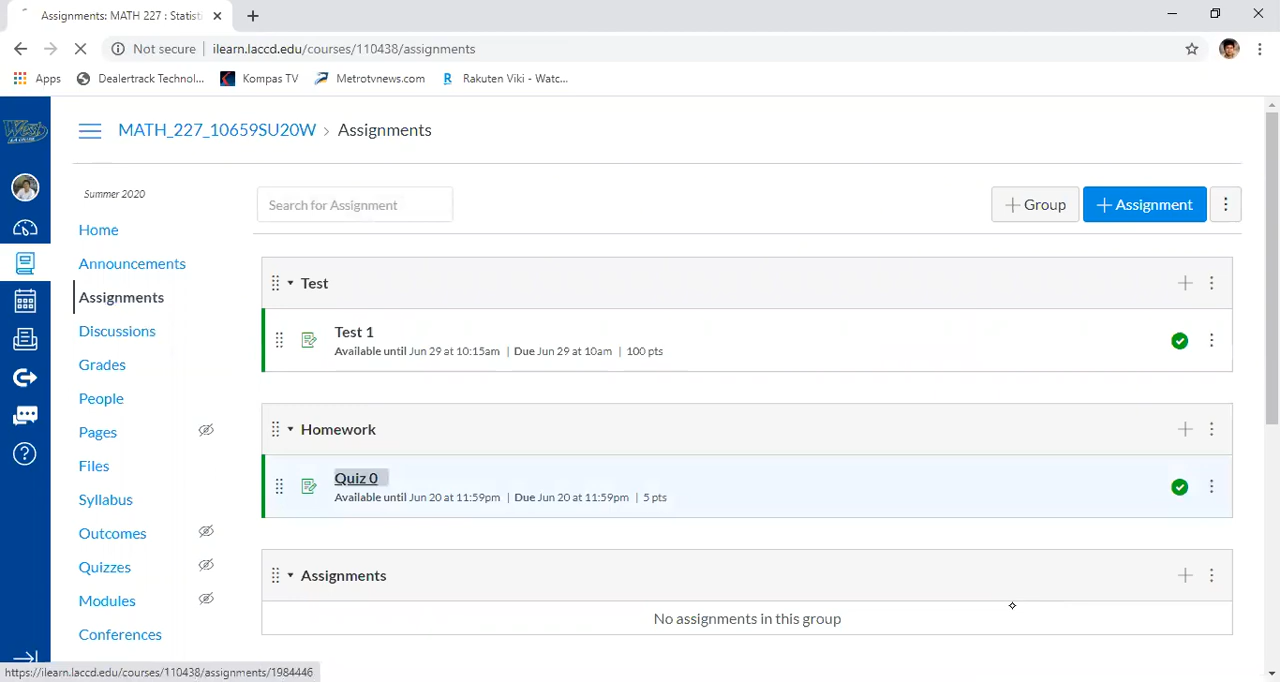 Assignments: MATH 227 : Statist
Not secure
ilearn.laccd.edu/courses/110438/assignments
Apps
Dealertrack Technol...
Kompas TV
Metrotvnews.com
Rakuten Viki - Watc...
West
MATH_227_10659SU20W › Assignments
Summer 2020
Home
Announcements
Assignments
Discussions
Grades
People
Pages
Files
Syllabus
Outcomes
Quizzes
Modules
Conferences
Search for Assignment
+ Group
+ Assignment
Test
Test 1
Available until Jun 29 at 10:15am | Due Jun 29 at 10am | 100 pts
Homework
Quiz 0
Available until Jun 20 at 11:59pm | Due Jun 20 at 11:59pm | 5 pts
Assignments
No assignments in this group
https://ilearn.laccd.edu/courses/110438/assignments/1984446